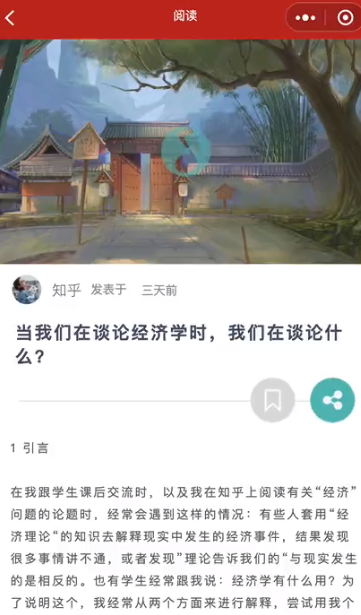 阅读
知乎 发表于 三天前
当我们在谈论经济学时，我们在谈论什
么？
1 引言
在我跟学生课后交流时，以及我在知乎上阅读有关“经济”
问题的论题时，经常会遇到这样的情况：有些人套用“经
济理论“的知识去解释现实中发生的经济事件，结果发现
很多事情讲不通，或者发现”理论告诉我们的“与现实发生
的是相反的。也有学生经常跟我说：经济学有什么用？为
了说明这个，我经常从两个方面来进行解释，尝试用我个